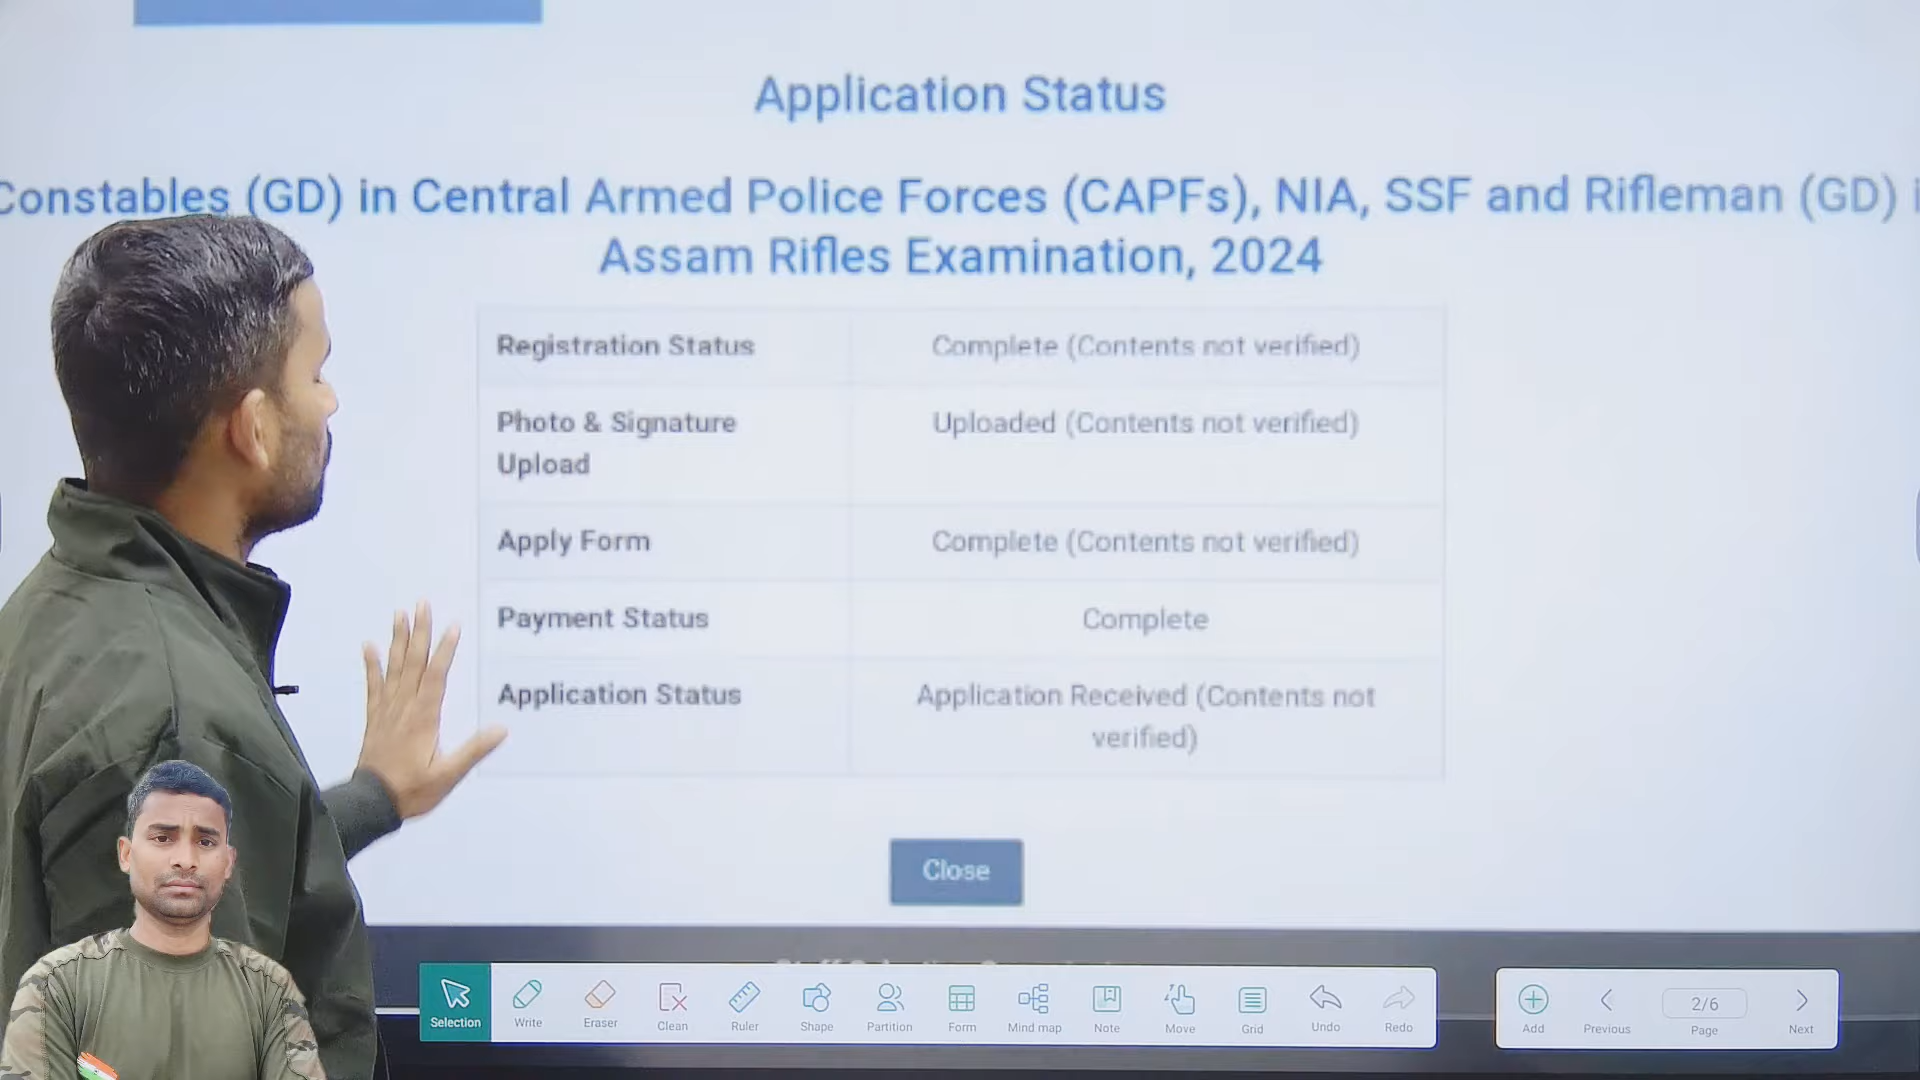 Application Status
Constables (GD) in Central Armed Police Forces (CAPFs), NIA, SSF and Rifleman (GD) i
Assam Rifles Examination, 2024
Registration Status Complete (Contents not verified)
Photo & Signature Uploaded (Contents not verified)
Upload
Apply Form Complete (Contents not verified)
Payment Status Complete
Application Status Application Received (Contents not
verified)
Close
Selection Write Eraser Clean Ruler Shape Partition Form Mind map Note Move Grid Undo Redo
Add Previous 2/6 Page Next